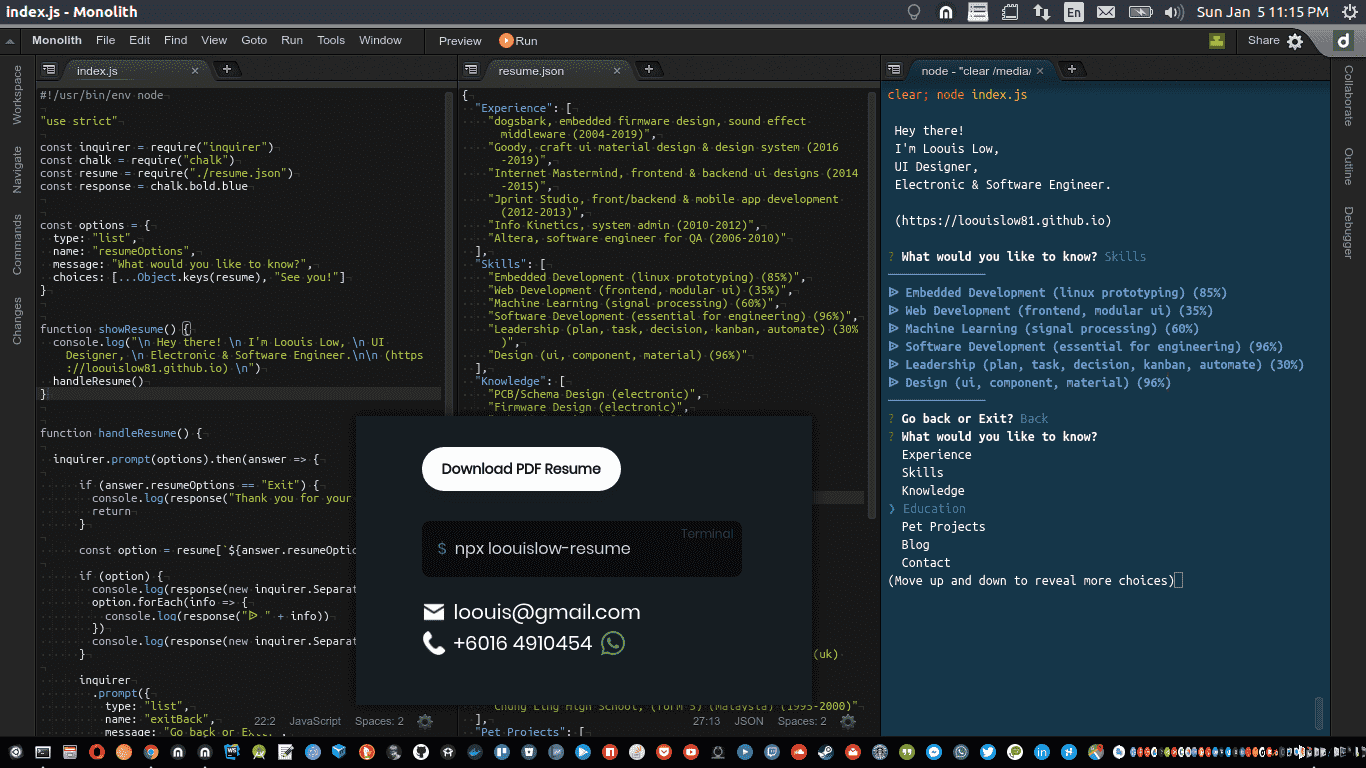 index.js - Monolith
En
Sun Jan 5 11:15 PM
Monolith File Edit Find View Goto Run Tools Window Preview Run Share
Workspace
Navigate
Commands
Changes
index.js
#!/usr/bin/env node
"use strict"
const inquirer = require("inquirer")
const chalk = require("chalk")
const resume = require("./resume.json")
const response = chalk.bold.blue
const options = {
type: "list",
name: "resumeOptions",
message: "What would you like to know?",
choices: [...Object.keys(resume), "See you!"]
}
function showResume() {
console.log("\n Hey there! \n I'm Loouis Low, \n UI
Designer, \n Electronic & Software Engineer.\n\n (https
://loouislow81.github.io) \n")
handleResume()
}
function handleResume() {
inquirer.prompt(options).then(answer => {
if (answer.resumeOptions == "Exit") {
console.log(response("Thank you for your
return
}
const option = resume[`${answer.resumeOptio
if (option) {
console.log(response(new inquirer.Separat
option.forEach(info => {
console.log(response("ᐅ " + info))
})
console.log(response(new inquirer.Separat
}
inquirer
.prompt({
type: "list",
name: "exitBack",
message: "Go back or Exit?",
22:2 JavaScript Spaces: 2
resume.json
{
"Experience": [
"dogsbark, embedded firmware design, sound effect
middleware (2004-2019)",
"Goody, craft ui material design & design system (2016
-2019)",
"Internet Mastermind, frontend & backend ui designs (2014
-2015)",
"Jprint Studio, front/backend & mobile app development
(2012-2013)",
"Info Kinetics, system admin (2010-2012)",
"Altera, software engineer for QA (2006-2010)"
],
"Skills": [
"Embedded Development (linux prototyping) (85%)",
"Web Development (frontend, modular ui) (35%)",
"Machine Learning (signal processing) (60%)",
"Software Development (essential for engineering) (96%)",
"Leadership (plan, task, decision, kanban, automate) (30%
)",
"Design (ui, component, material) (96%)"
],
"Knowledge": [
"PCB/Schema Design (electronic)",
"Firmware Design (electronic)",
(uk)
Chung Ling High School, (form 5) (Malaysia) (1995-2000)"
],
"Pet Projects": [
27:13 JSON Spaces: 2
Download PDF Resume
Terminal
$ npx loouislow-resume
loouis@gmail.com
+6016 4910454
node - "clear /media/
clear; node index.js
Hey there!
I'm Loouis Low,
UI Designer,
Electronic & Software Engineer.
(https://loouislow81.github.io)
? What would you like to know? Skills
ᐅ Embedded Development (linux prototyping) (85%)
ᐅ Web Development (frontend, modular ui) (35%)
ᐅ Machine Learning (signal processing) (60%)
ᐅ Software Development (essential for engineering) (96%)
ᐅ Leadership (plan, task, decision, kanban, automate) (30%)
ᐅ Design (ui, component, material) (96%)
? Go back or Exit? Back
? What would you like to know?
Experience
Skills
Knowledge
❯ Education
Pet Projects
Blog
Contact
(Move up and down to reveal more choices)
Collaborate
Outline
Debugger